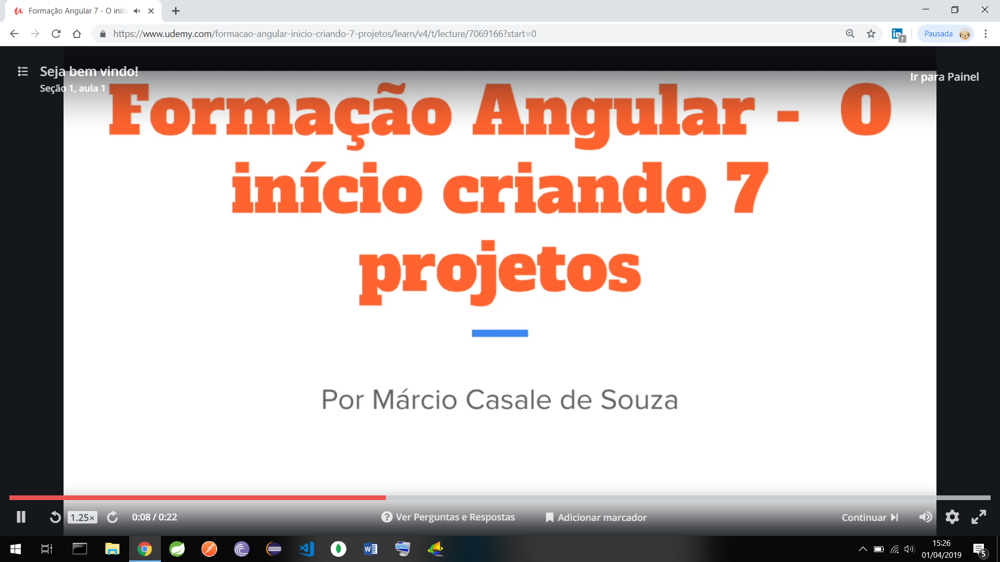 Formação Angular 7 - O iníci
https://www.udemy.com/formacao-angular-inicio-criando-7-projetos/learn/v4/t/lecture/7069166?start=0
in
?
Pausada
Seja bem vindo!
Seção 1, aula 1
Ir para Painel
Formação Angular - O
início criando 7
projetos
Por Márcio Casale de Souza
1.25×
0:08 / 0:22
? Ver Perguntas e Respostas
Adicionar marcador
Continuar
W
15:26
01/04/2019
5